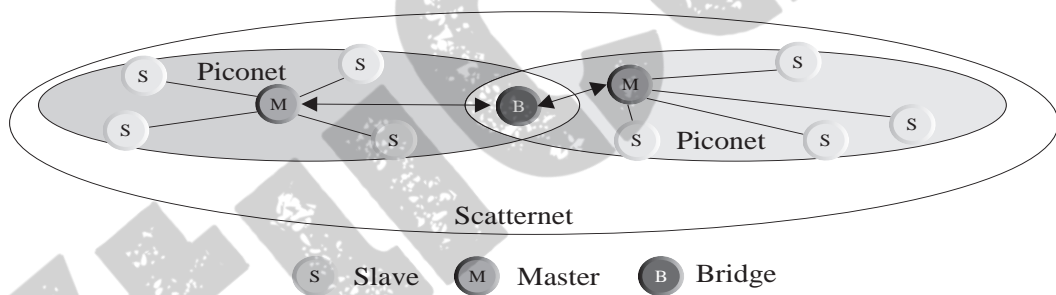 S Piconet S S
M B M
S S S Piconet S S
Scatternet
S Slave M Master B Bridge